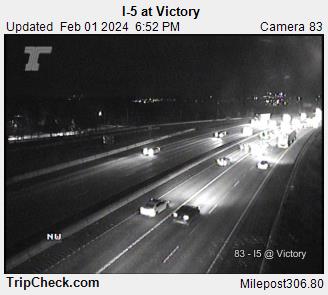 I-5 at Victory
Updated  Feb 01 2024  6:52 PM
Camera 83
T
NW
83 - I5 @ Victory
TripCheck.com
Milepost306.80